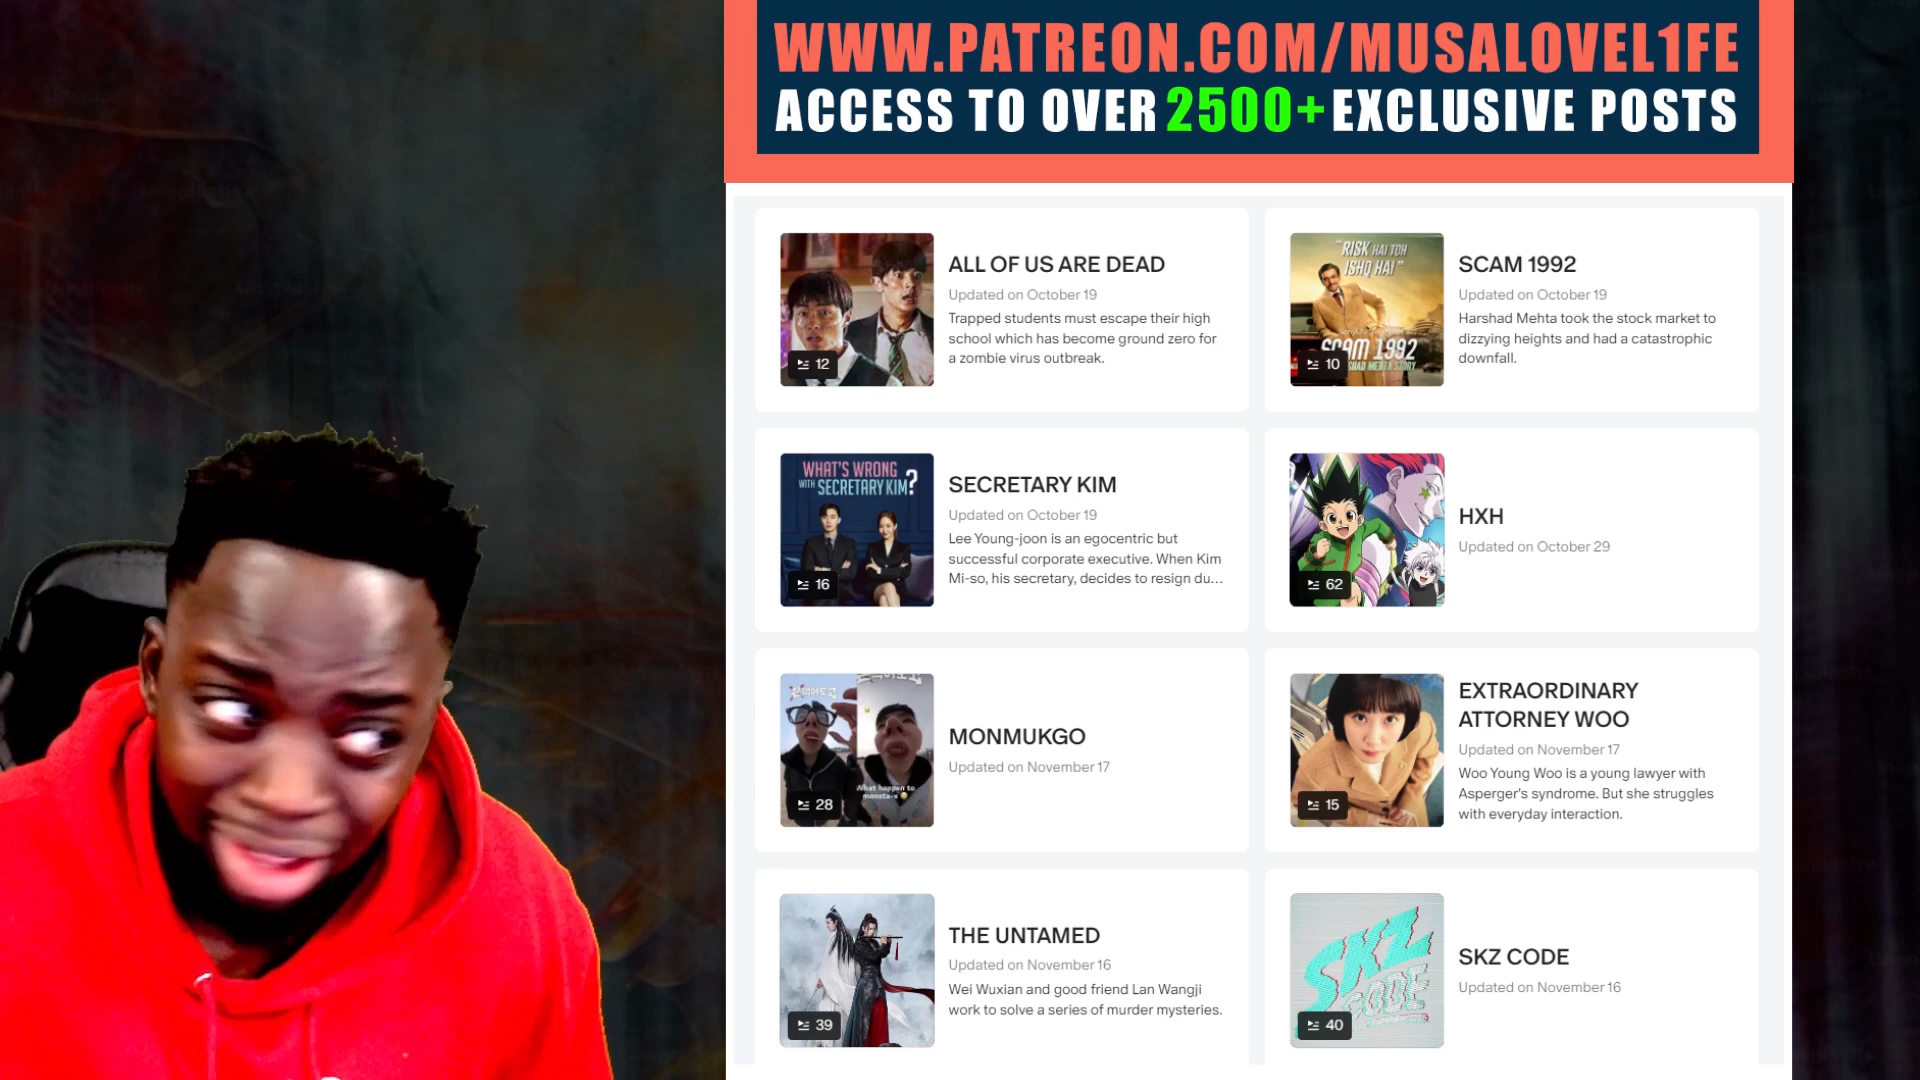 WWW.PATREON.COM/MUSALOVEL1FE
ACCESS TO OVER 2500+ EXCLUSIVE POSTS
ALL OF US ARE DEAD
Updated on October 19
Trapped students must escape their high
school which has become ground zero for
a zombie virus outbreak.
12
"RISK HAI TOH
ISHQ HAI"
SCAM 1992
10
SCAM 1992
Updated on October 19
Harshad Mehta took the stock market to
dizzying heights and had a catastrophic
downfall.
WHAT'S WRONG
WITH SECRETARY KIM?
16
SECRETARY KIM
Updated on October 19
Lee Young-joon is an egocentric but
successful corporate executive. When Kim
Mi-so, his secretary, decides to resign du...
62
HXH
Updated on October 29
What happen to
monsta-x
28
MONMUKGO
Updated on November 17
15
EXTRAORDINARY
ATTORNEY WOO
Updated on November 17
Woo Young Woo is a young lawyer with
Asperger's syndrome. But she struggles
with everyday interaction.
39
THE UNTAMED
Updated on November 16
Wei Wuxian and good friend Lan Wangji
work to solve a series of murder mysteries.
SKZ
CODE
40
SKZ CODE
Updated on November 16